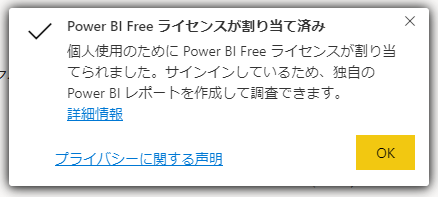 Power BI Free ライセンスが割り当て済み
個人使用のために Power BI Free ライセンスが割り当
てられました。サインインしているため、独自の
Power BI レポートを作成して調査できます。
詳細情報
プライバシーに関する声明
OK